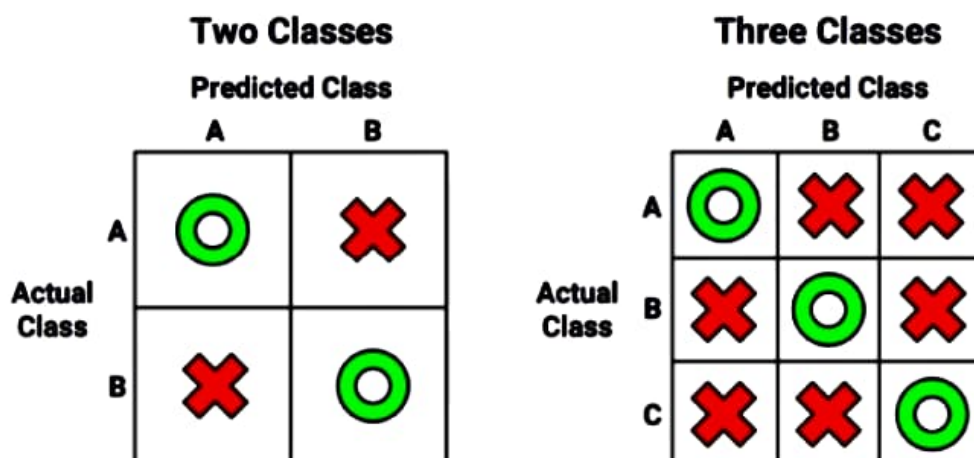 Two Classes
Predicted Class
A B
A
Actual
Class
B
Three Classes
Predicted Class
A B C
A
Actual
Class
B
C